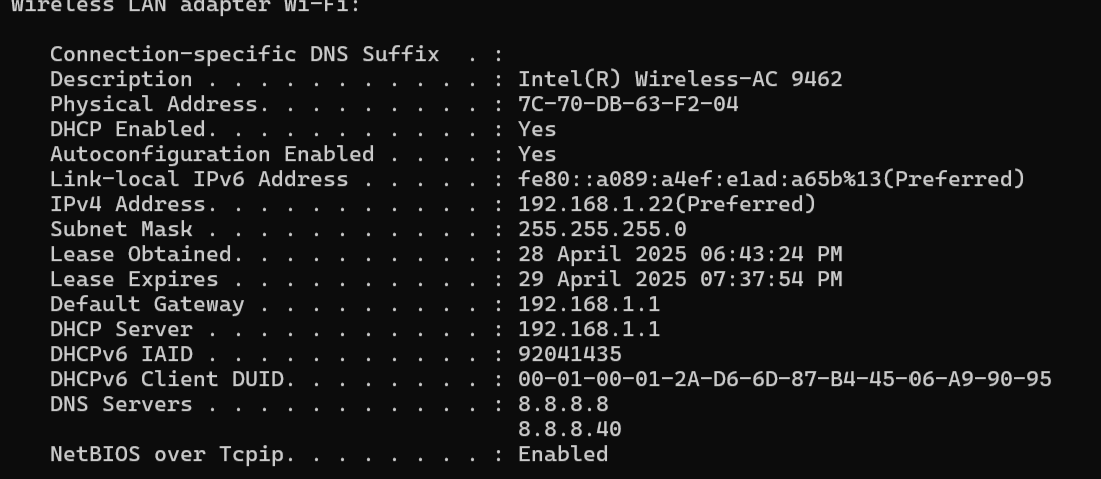 Wireless LAN adapter Wi-Fi:
Connection-specific DNS Suffix  . :
Description . . . . . . . . . . . : Intel(R) Wireless-AC 9462
Physical Address. . . . . . . . . : 7C-70-DB-63-F2-04
DHCP Enabled. . . . . . . . . . . : Yes
Autoconfiguration Enabled . . . . : Yes
Link-local IPv6 Address . . . . . : fe80::a089:a4ef:e1ad:a65b%13(Preferred)
IPv4 Address. . . . . . . . . . . : 192.168.1.22(Preferred)
Subnet Mask . . . . . . . . . . . : 255.255.255.0
Lease Obtained. . . . . . . . . . : 28 April 2025 06:43:24 PM
Lease Expires . . . . . . . . . . : 29 April 2025 07:37:54 PM
Default Gateway . . . . . . . . . : 192.168.1.1
DHCP Server . . . . . . . . . . . : 192.168.1.1
DHCPv6 IAID . . . . . . . . . . . : 92041435
DHCPv6 Client DUID. . . . . . . . : 00-01-00-01-2A-D6-6D-87-B4-45-06-A9-90-95
DNS Servers . . . . . . . . . . . : 8.8.8.8
8.8.8.40
NetBIOS over Tcpip. . . . . . . . : Enabled